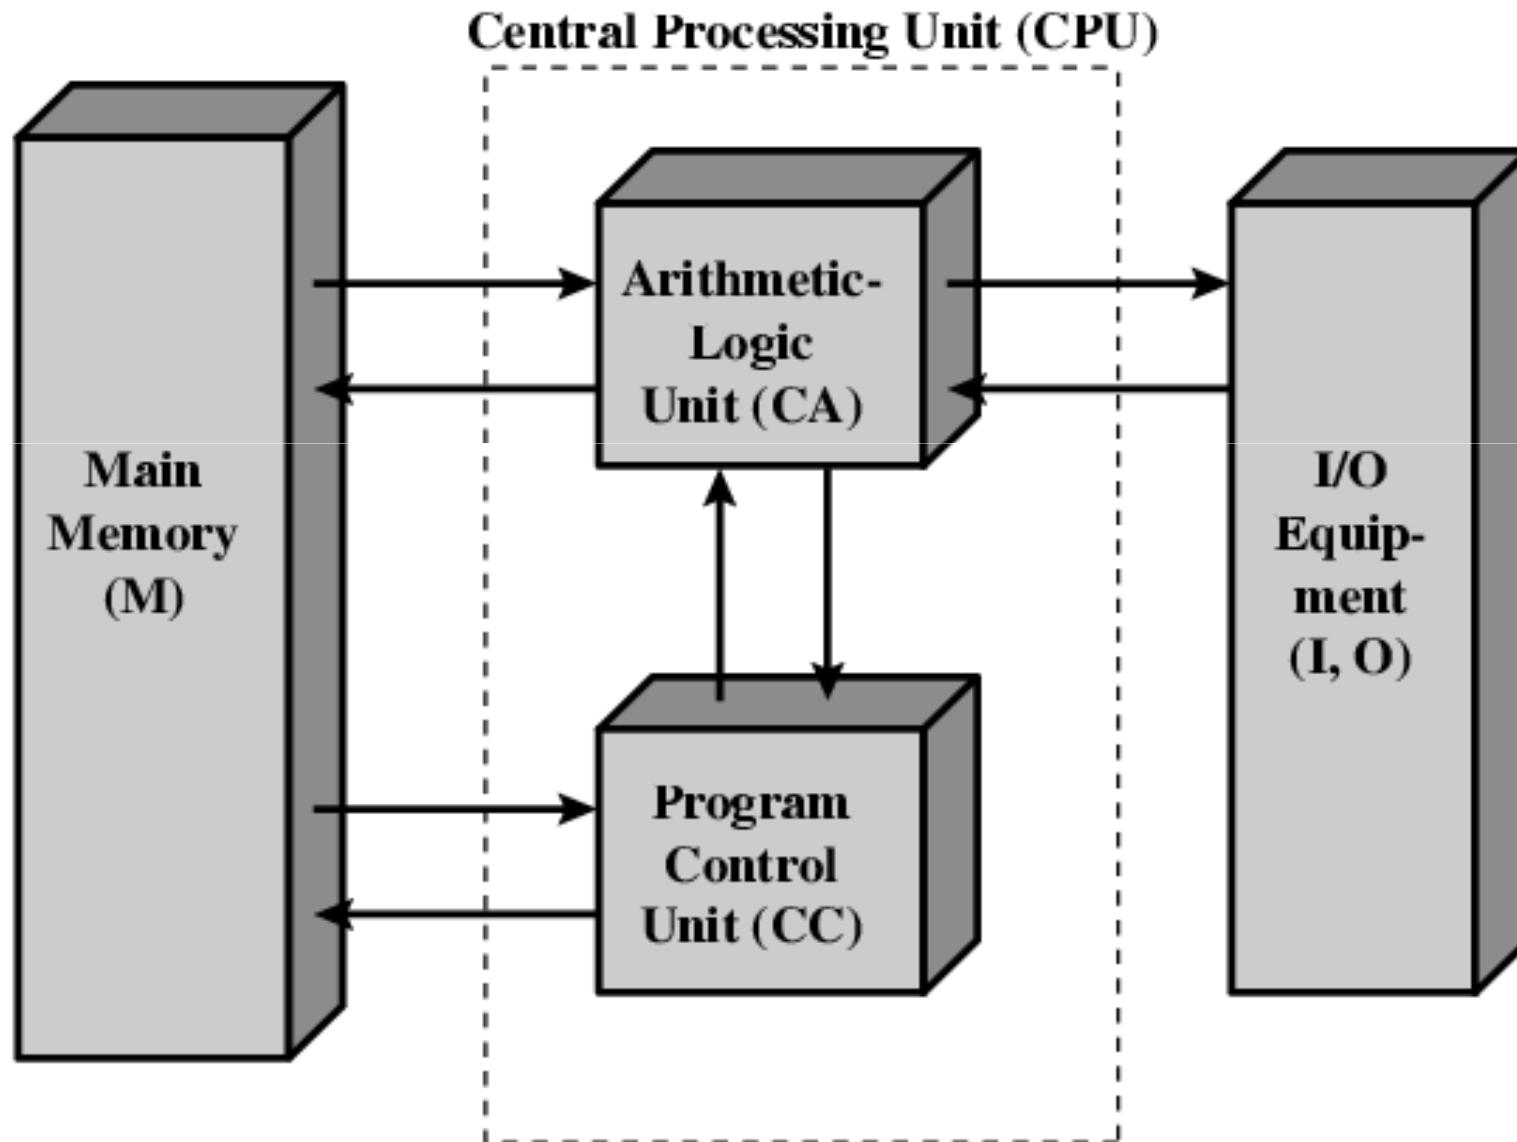 Central Processing Unit (CPU)
Main
Memory
(M)
Arithmetic-
Logic
Unit (CA)
Program
Control
Unit (CC)
I/O
Equip-
ment
(I, O)